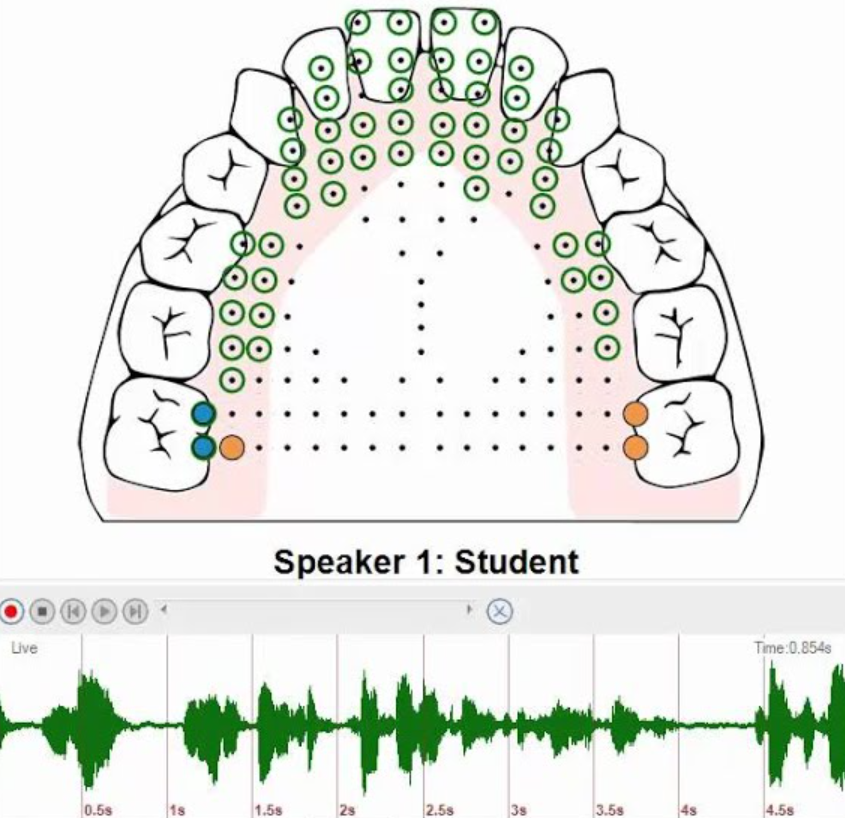 Speaker 1: Student
Live
Time:0.854s
0.5s
1s
1.5s
2s
2.5s
3s
3.5s
4s
4.5s